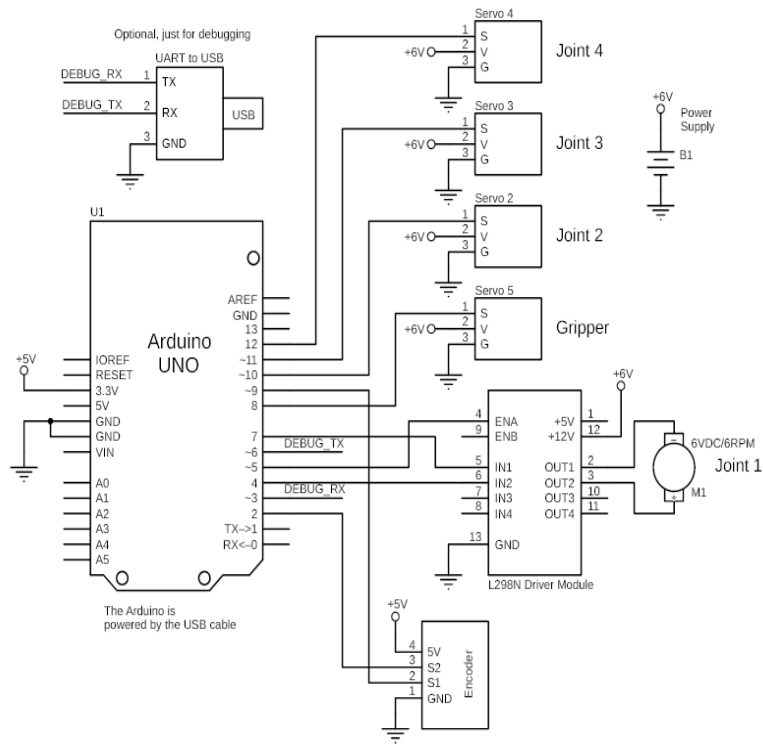 Optional, just for debugging
UART to USB
DEBUG_RX 1 TX
DEBUG_TX 2 RX
USB
3 GND
Servo 4
1 S
+6V 2 V
3 G
Joint 4
Servo 3
1 S
+6V 2 V
3 G
Joint 3
+6V
Power
Supply
B1
Servo 2
1 S
+6V 2 V
3 G
Joint 2
Servo 5
1 S
+6V 2 V
3 G
Gripper
U1
Arduino
UNO
+5V
IOREF
RESET
3.3V
5V
GND
GND
VIN
A0
A1
A2
A3
A4
A5
AREF
GND
13
12
~11
~10
~9
8
7
~6 DEBUG_TX
~5
4
~3 DEBUG_RX
2
TX->1
RX<-0
The Arduino is
powered by the USB cable
4 ENA
9 ENB
5 IN1
6 IN2
7 IN3
8 IN4
13 GND
+5V 1
+12V 12
OUT1 2
OUT2 3
OUT3 10
OUT4 11
L298N Driver Module
+6V
6VDC/6RPM
−
+
M1
Joint 1
+5V
4 5V
3 S2
2 S1
1 GND
Encoder